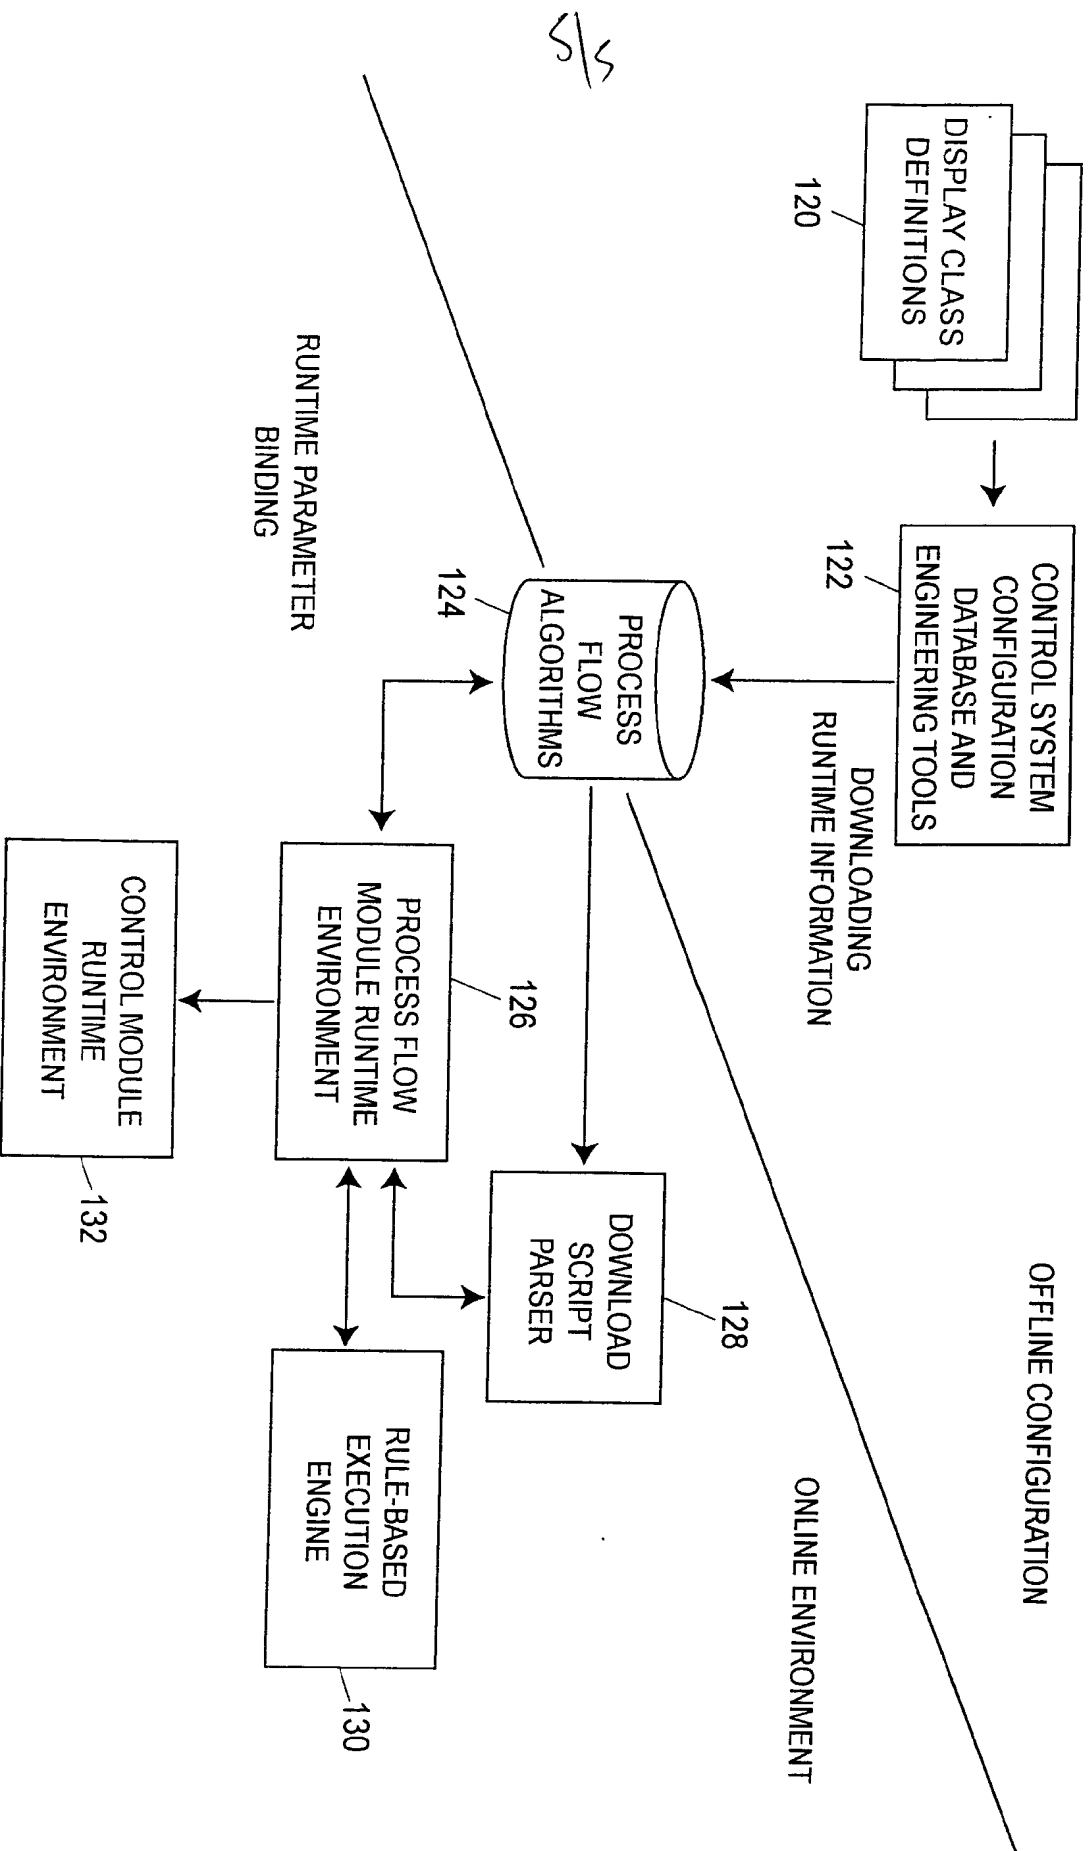 5/5
DISPLAY CLASS
DEFINITIONS
120
CONTROL SYSTEM
CONFIGURATION
DATABASE AND
ENGINEERING TOOLS
122
OFFLINE CONFIGURATION
DOWNLOADING
RUNTIME INFORMATION
ONLINE ENVIRONMENT
PROCESS
FLOW
ALGORITHMS
124
DOWNLOAD
SCRIPT
PARSER
128
RUNTIME PARAMETER
BINDING
PROCESS FLOW
MODULE RUNTIME
ENVIRONMENT
126
RULE-BASED
EXECUTION
ENGINE
130
CONTROL MODULE
RUNTIME
ENVIRONMENT
132